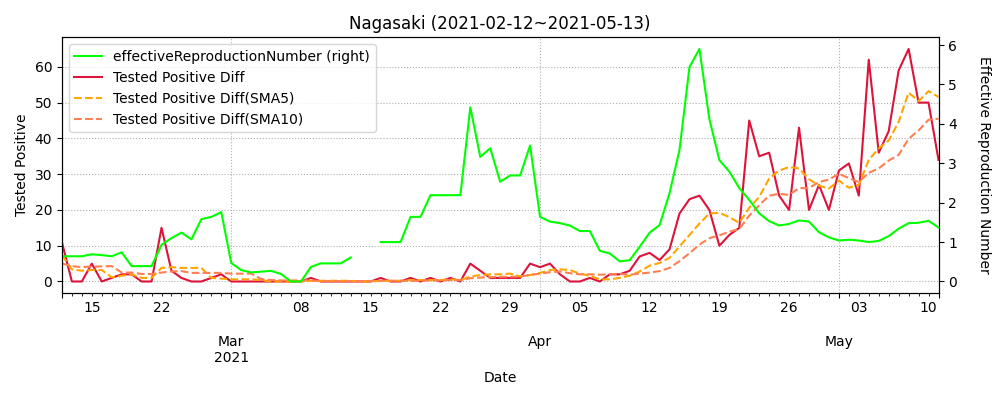 Nagasaki (2021-02-12~2021-05-13)
effectiveReproductionNumber (right)
Tested Positive Diff
Tested Positive Diff(SMA5)
Tested Positive Diff(SMA10)
Tested Positive
60
50
40
30
20
10
0
6
5
4
3
2
1
0
Effective Reproduction Number
15 22 08 15 22 29 05 12 19 26 03 10
Mar Apr May
2021
Date